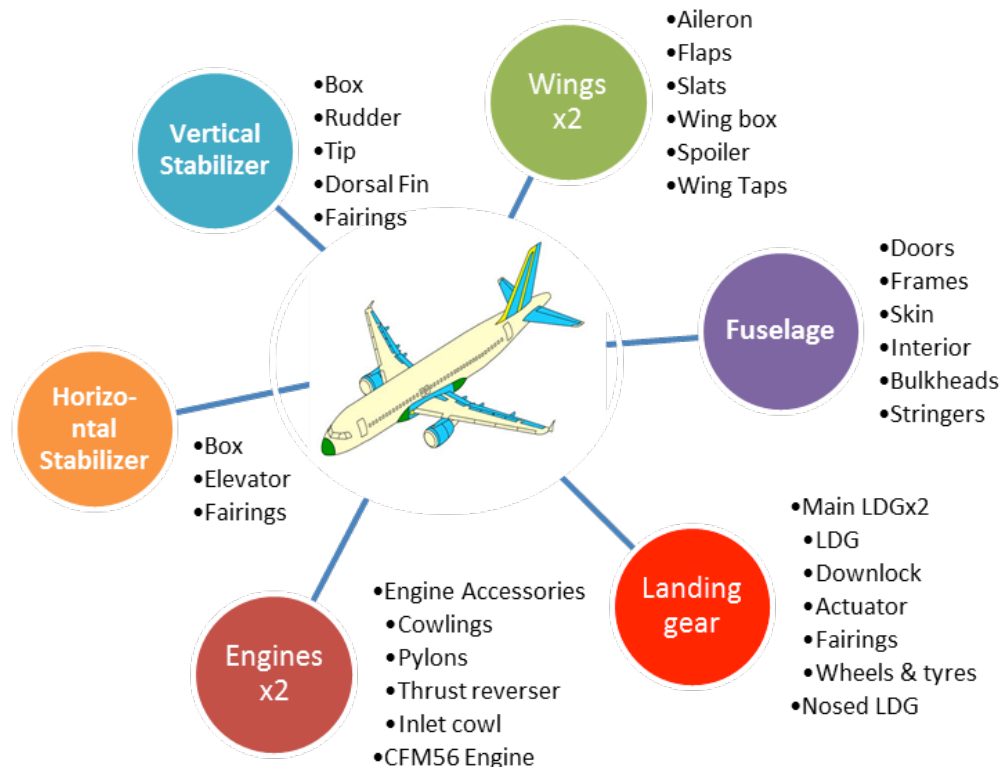 Vertical
Stabilizer
•Box
•Rudder
•Tip
•Dorsal Fin
•Fairings
Wings
x2
•Aileron
•Flaps
•Slats
•Wing box
•Spoiler
•Wing Taps
Fuselage
•Doors
•Frames
•Skin
•Interior
•Bulkheads
•Stringers
Horizo-
ntal
Stabilizer
•Box
•Elevator
•Fairings
Engines
x2
•Engine Accessories
•Cowlings
•Pylons
•Thrust reverser
•Inlet cowl
•CFM56 Engine
Landing
gear
•Main LDGx2
•LDG
•Downlock
•Actuator
•Fairings
•Wheels & tyres
•Nosed LDG